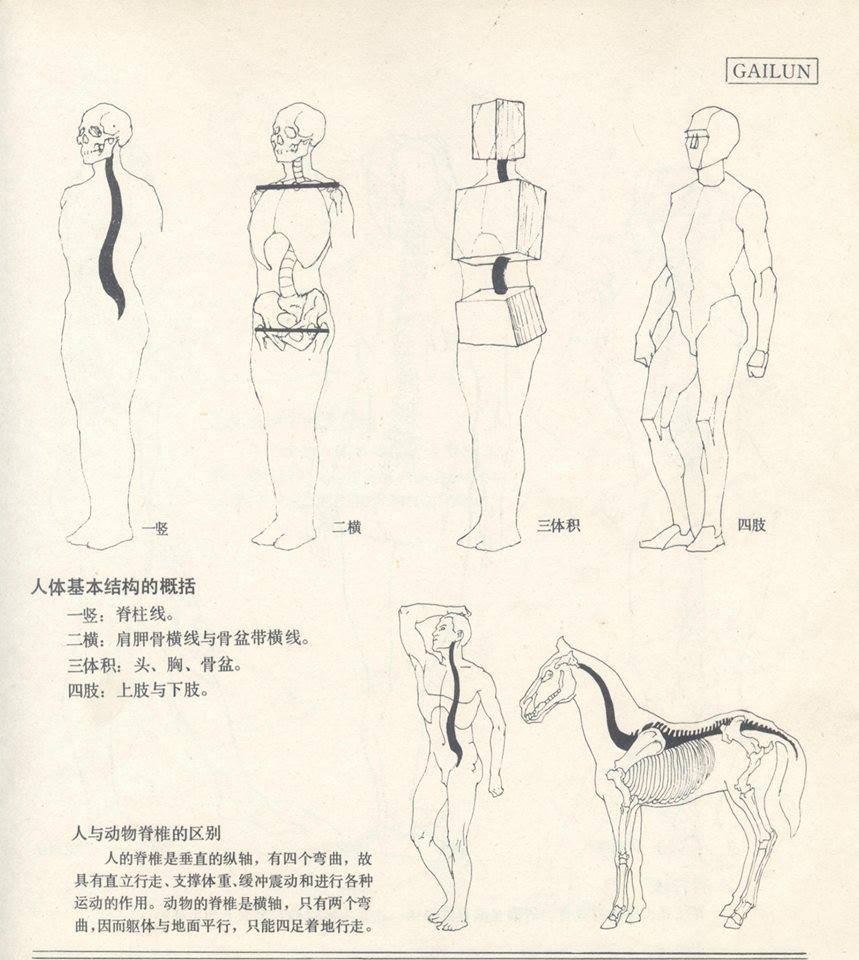 GAILUN
一竖
二横
三体积
四肢
人体基本结构的概括
一竖：脊柱线。
二横：肩胛骨横线与骨盆带横线。
三体积：头、胸、骨盆。
四肢：上肢与下肢。
人与动物脊椎的区别
人的脊椎是垂直的纵轴，有四个弯曲，故
具有直立行走、支撑体重、缓冲震动和进行各种
运动的作用。动物的脊椎是横轴，只有两个弯
曲，因而躯体与地面平行，只能四足着地行走。